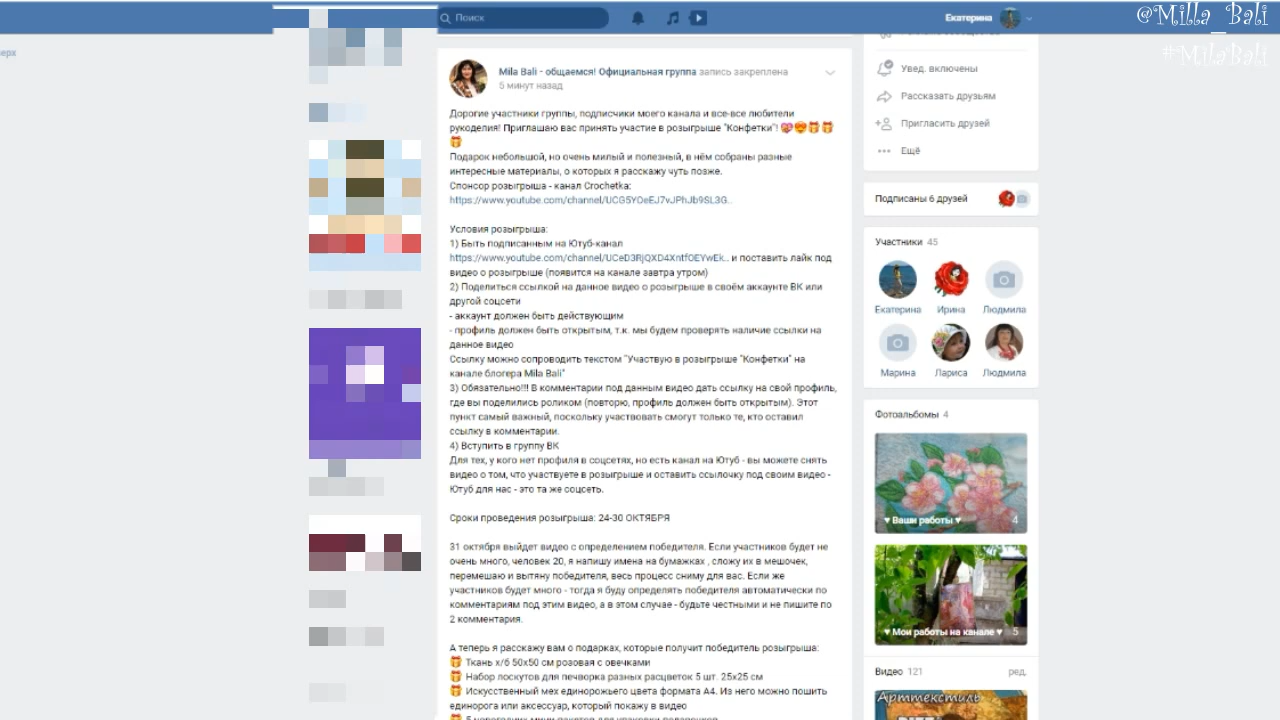 Поиск
Екатерина
@Milla_Bali
#MilaBali
ерх
Mila Bali - общаемся! Официальная группа запись закреплена
5 минут назад
Дорогие участники группы, подписчики моего канала и все-все любители
рукоделия! Приглашаю вас принять участие в розыгрыше "Конфетки"! 💝😍🎁🎁
🎁
Подарок небольшой, но очень милый и полезный, в нём собраны разные
интересные материалы, о которых я расскажу чуть позже.
Спонсор розыгрыша - канал Crochetka:
https://www.youtube.com/channel/UCG5YOeEJ7vJPhJb9SL3G..
Условия розыгрыша:
1) Быть подписанным на Ютуб-канал
https://www.youtube.com/channel/UCeD3RjQXD4XntfOEYwEk.. и поставить лайк под
видео о розыгрыше (появится на канале завтра утром)
2) Поделиться ссылкой на данное видео о розыгрыше в своём аккаунте ВК или
другой соцсети
- аккаунт должен быть действующим
- профиль должен быть открытым, т.к. мы будем проверять наличие ссылки на
данное видео
Ссылку можно сопроводить текстом "Участвую в розыгрыше "Конфетки" на
канале блогера Mila Bali"
3) Обязательно!!! В комментарии под данным видео дать ссылку на свой профиль,
где вы поделились роликом (повторю, профиль должен быть открытым). Этот
пункт самый важный, поскольку участвовать смогут только те, кто оставил
ссылку в комментарии.
4) Вступить в группу ВК
Для тех, у кого нет профиля в соцсетях, но есть канал на Ютуб - вы можете снять
видео о том, что участвуете в розыгрыше и оставить ссылочку под своим видео -
Ютуб для нас - это та же соцсеть.
Сроки проведения розыгрыша: 24-30 ОКТЯБРЯ
31 октября выйдет видео с определением победителя. Если участников будет не
очень много, человек 20, я напишу имена на бумажках , сложу их в мешочек,
перемешаю и вытяну победителя, весь процесс сниму для вас. Если же
участников будет много - тогда я буду определять победителя автоматически по
комментариям под этим видео, а в этом случае - будьте честными и не пишите по
2 комментария.
А теперь я расскажу вам о подарках, которые получит победитель розыгрыша:
🎁 Ткань х/б 50х50 см розовая с овечками
🎁 Набор лоскутов для печворка разных расцветок 5 шт. 25х25 см
🎁 Искусственный мех единорожьего цвета формата А4. Из него можно пошить
единорога или аксессуар, который покажу в видео
Увед. включены
Рассказать друзьям
Пригласить друзей
Ещё
Подписаны 6 друзей
Участники 45
Екатерина Ирина Людмила
Марина Лариса Людмила
Фотоальбомы 4
♥ Ваши работы ♥ 4
♥ Мои работы на канале ♥ 5
Видео 121 ред.
Арттекстиль